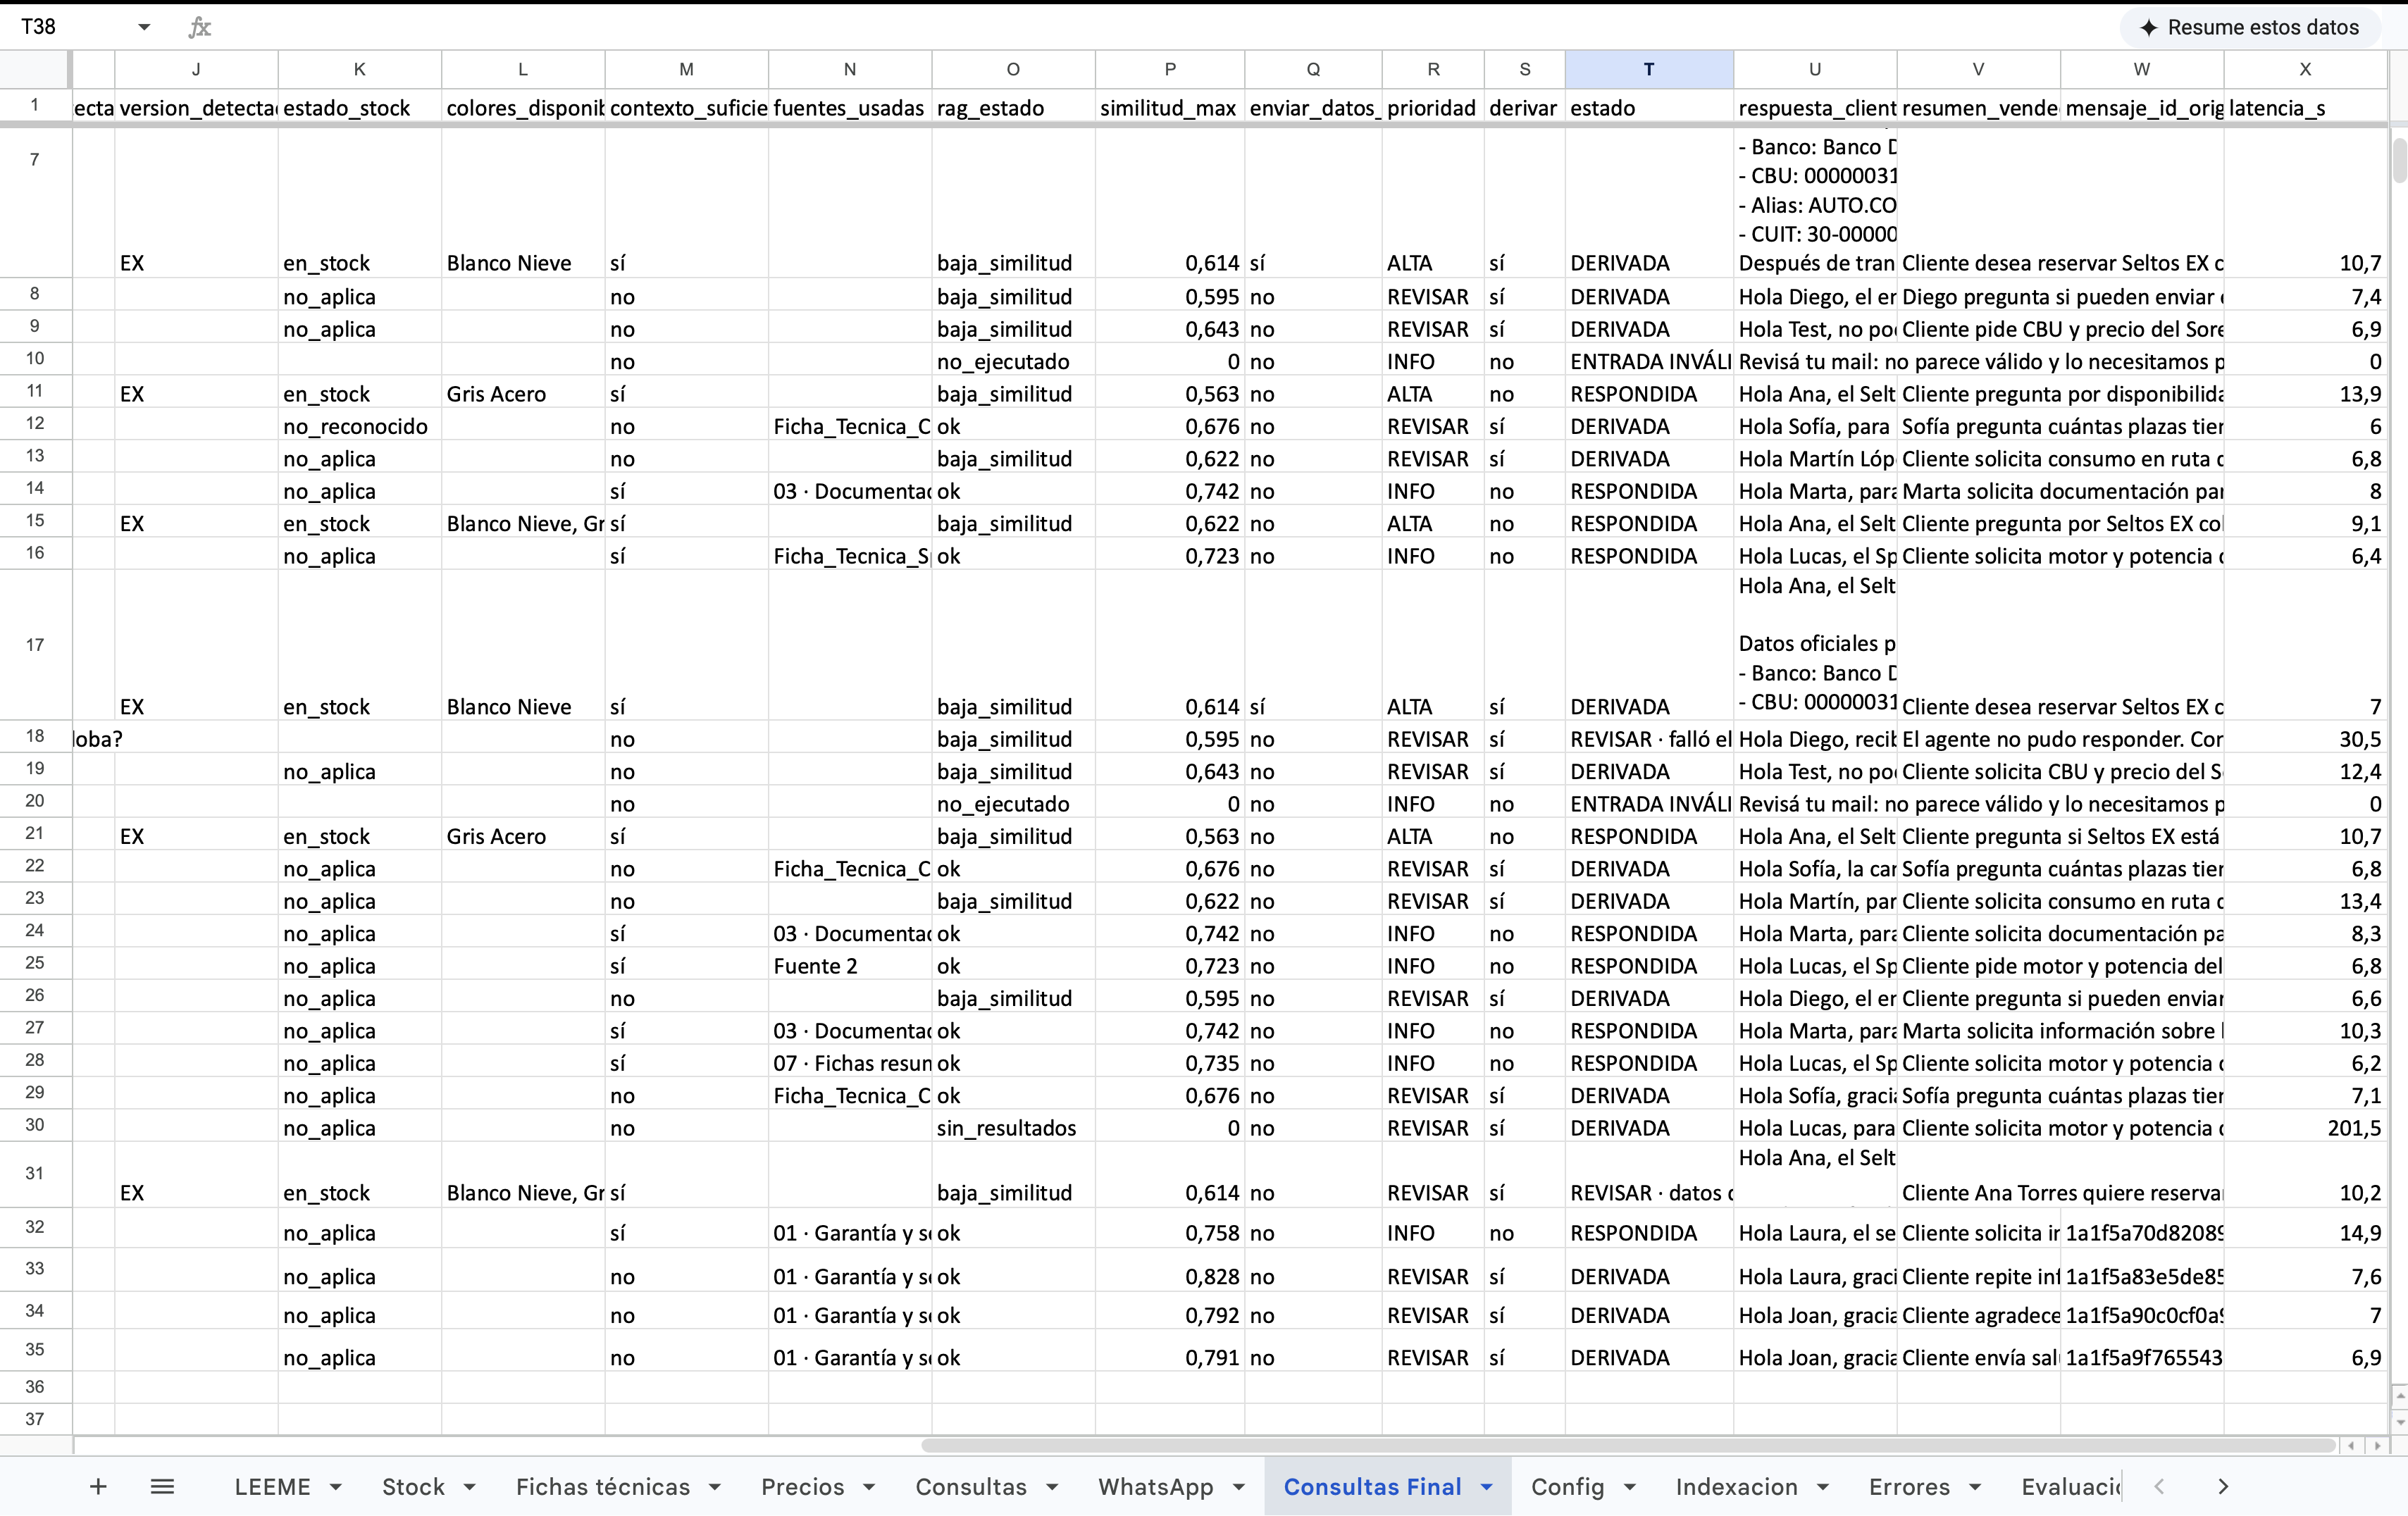 T38 fx Resume estos datos
J K L M N O P Q R S T U V W X
1 ecta version_detectad estado_stock colores_disponib contexto_suficie fuentes_usadas rag_estado similitud_max enviar_datos_ prioridad derivar estado respuesta_client resumen_vende mensaje_id_orig latencia_s
- Banco: Banco D
- CBU: 00000031
- Alias: AUTO.CO
- CUIT: 30-00000
7 EX en_stock Blanco Nieve sí baja_similitud 0,614 sí ALTA sí DERIVADA Después de tran Cliente desea reservar Seltos EX c 10,7
8 no_aplica no baja_similitud 0,595 no REVISAR sí DERIVADA Hola Diego, el er Diego pregunta si pueden enviar 7,4
9 no_aplica no baja_similitud 0,643 no REVISAR sí DERIVADA Hola Test, no po Cliente pide CBU y precio del Sore 6,9
10 no no_ejecutado 0 no INFO no ENTRADA INVÁLI Revisá tu mail: no parece válido y lo necesitamos p 0
11 EX en_stock Gris Acero sí baja_similitud 0,563 no ALTA no RESPONDIDA Hola Ana, el Selt Cliente pregunta por disponibilida 13,9
12 no_reconocido no Ficha_Tecnica_C ok 0,676 no REVISAR sí DERIVADA Hola Sofía, para Sofía pregunta cuántas plazas tier 6
13 no_aplica no baja_similitud 0,622 no REVISAR sí DERIVADA Hola Martín Lóp Cliente solicita consumo en ruta d 6,8
14 no_aplica sí 03 · Documentac ok 0,742 no INFO no RESPONDIDA Hola Marta, para Marta solicita documentación par 8
15 EX en_stock Blanco Nieve, Gr sí baja_similitud 0,622 no ALTA no RESPONDIDA Hola Ana, el Selt Cliente pregunta por Seltos EX col 9,1
16 no_aplica sí Ficha_Tecnica_Sp ok 0,723 no INFO no RESPONDIDA Hola Lucas, el Sp Cliente solicita motor y potencia 6,4
Hola Ana, el Selt
Datos oficiales p
- Banco: Banco D
- CBU: 00000031
17 EX en_stock Blanco Nieve sí baja_similitud 0,614 sí ALTA sí DERIVADA Cliente desea reservar Seltos EX c 7
18 loba? no baja_similitud 0,595 no REVISAR sí REVISAR · falló el Hola Diego, recib El agente no pudo responder. Cor 30,5
19 no_aplica no baja_similitud 0,643 no REVISAR sí DERIVADA Hola Test, no po Cliente solicita CBU y precio del S 12,4
20 no no_ejecutado 0 no INFO no ENTRADA INVÁLI Revisá tu mail: no parece válido y lo necesitamos p 0
21 EX en_stock Gris Acero sí baja_similitud 0,563 no ALTA no RESPONDIDA Hola Ana, el Selt Cliente pregunta si Seltos EX está 10,7
22 no_aplica no Ficha_Tecnica_C ok 0,676 no REVISAR sí DERIVADA Hola Sofía, la car Sofía pregunta cuántas plazas tier 6,8
23 no_aplica no baja_similitud 0,622 no REVISAR sí DERIVADA Hola Martín, par Cliente solicita consumo en ruta d 13,4
24 no_aplica sí 03 · Documentac ok 0,742 no INFO no RESPONDIDA Hola Marta, para Cliente solicita documentación pa 8,3
25 no_aplica sí Fuente 2 ok 0,723 no INFO no RESPONDIDA Hola Lucas, el Sp Cliente pide motor y potencia del 6,8
26 no_aplica no baja_similitud 0,595 no REVISAR sí DERIVADA Hola Diego, el er Cliente pregunta si pueden enviar 6,6
27 no_aplica sí 03 · Documentac ok 0,742 no INFO no RESPONDIDA Hola Marta, para Marta solicita información sobre l 10,3
28 no_aplica sí 07 · Fichas resum ok 0,735 no INFO no RESPONDIDA Hola Lucas, el Sp Cliente solicita motor y potencia 6,2
29 no_aplica no Ficha_Tecnica_C ok 0,676 no REVISAR sí DERIVADA Hola Sofía, gracia Sofía pregunta cuántas plazas tier 7,1
30 no_aplica no sin_resultados 0 no REVISAR sí DERIVADA Hola Lucas, para Cliente solicita motor y potencia 201,5
Hola Ana, el Selt
31 EX en_stock Blanco Nieve, Gr sí baja_similitud 0,614 no REVISAR sí REVISAR · datos Cliente Ana Torres quiere reserva 10,2
32 no_aplica sí 01 · Garantía y se ok 0,758 no INFO no RESPONDIDA Hola Laura, el se Cliente solicita ir 1a1f5a70d82089 14,9
33 no_aplica no 01 · Garantía y se ok 0,828 no REVISAR sí DERIVADA Hola Laura, graci Cliente repite inf 1a1f5a83e5de85 7,6
34 no_aplica no 01 · Garantía y se ok 0,792 no REVISAR sí DERIVADA Hola Joan, gracia Cliente agradece 1a1f5a90c0cf0a 7
35 no_aplica no 01 · Garantía y se ok 0,791 no REVISAR sí DERIVADA Hola Joan, gracia Cliente envía sal 1a1f5a9f765543 6,9
36
37
+ LEEME Stock Fichas técnicas Precios Consultas WhatsApp Consultas Final Config Indexacion Errores Evaluaci